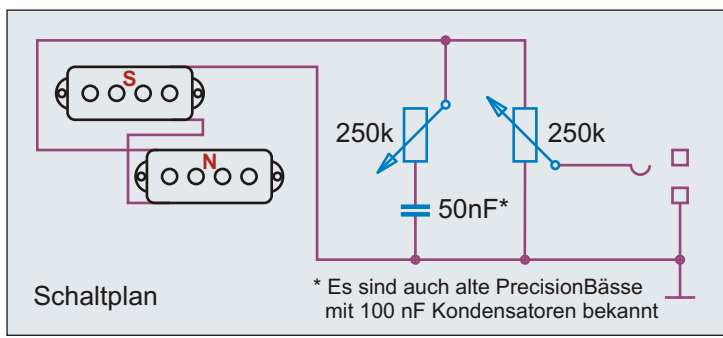 S
N
250k
250k
50nF*
Schaltplan
* Es sind auch alte PrecisionBässe
mit 100 nF Kondensatoren bekannt